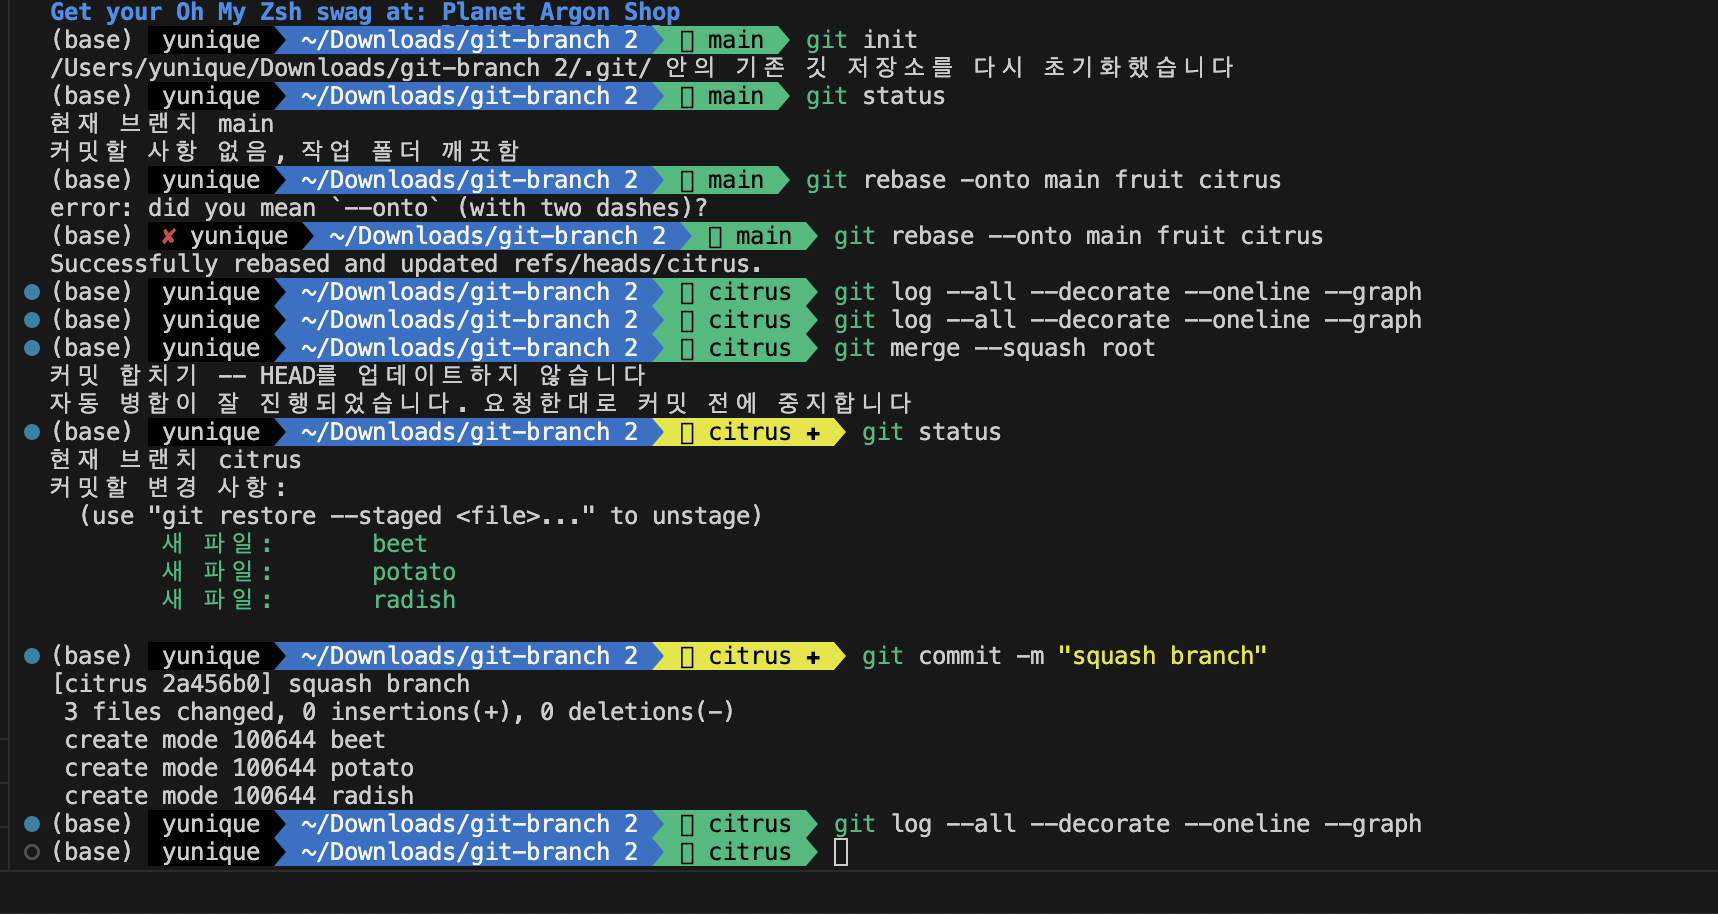 Get your Oh My Zsh swag at: Planet Argon Shop
(base) yunique ~/Downloads/git-branch 2 main git init
/Users/yunique/Downloads/git-branch 2/.git/ 안의 기존 깃 저장소를 다시 초기화했습니다
(base) yunique ~/Downloads/git-branch 2 main git status
현재 브랜치 main
커밋할 사항 없음, 작업 폴더 깨끗함
(base) yunique ~/Downloads/git-branch 2 main git rebase -onto main fruit citrus
error: did you mean `--onto` (with two dashes)?
(base) ✘ yunique ~/Downloads/git-branch 2 main git rebase --onto main fruit citrus
Successfully rebased and updated refs/heads/citrus.
(base) yunique ~/Downloads/git-branch 2 citrus git log --all --decorate --oneline --graph
(base) yunique ~/Downloads/git-branch 2 citrus git log --all --decorate --oneline --graph
(base) yunique ~/Downloads/git-branch 2 citrus git merge --squash root
커밋 합치기 -- HEAD를 업데이트하지 않습니다
자동 병합이 잘 진행되었습니다. 요청한대로 커밋 전에 중지합니다
(base) yunique ~/Downloads/git-branch 2 citrus ✚ git status
현재 브랜치 citrus
커밋할 변경 사항:
(use "git restore --staged <file>..." to unstage)
새 파일: beet
새 파일: potato
새 파일: radish
(base) yunique ~/Downloads/git-branch 2 citrus ✚ git commit -m "squash branch"
[citrus 2a456b0] squash branch
3 files changed, 0 insertions(+), 0 deletions(-)
create mode 100644 beet
create mode 100644 potato
create mode 100644 radish
(base) yunique ~/Downloads/git-branch 2 citrus git log --all --decorate --oneline --graph
(base) yunique ~/Downloads/git-branch 2 citrus